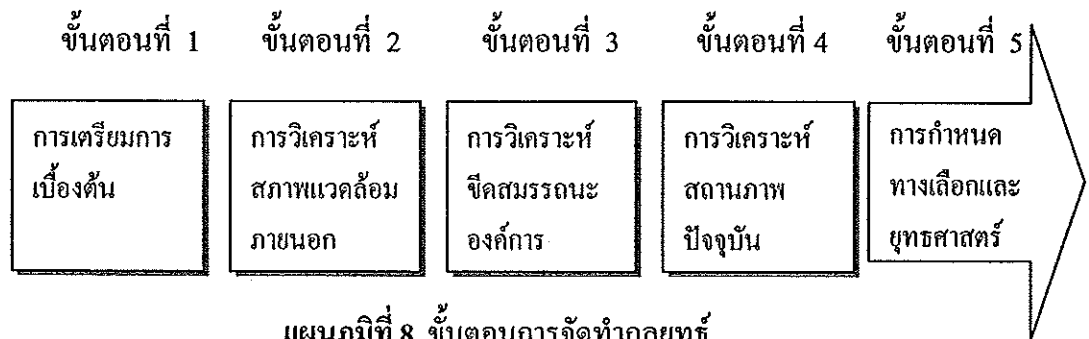 ขั้นตอนที่ 1 ขั้นตอนที่ 2 ขั้นตอนที่ 3 ขั้นตอนที่ 4 ขั้นตอนที่ 5
การเตรียมการ
เบื้องต้น
การวิเคราะห์
สภาพแวดล้อม
ภายนอก
การวิเคราะห์
ขีดสมรรถนะ
องค์การ
การวิเคราะห์
สถานภาพ
ปัจจุบัน
การกำหนด
ทางเลือกและ
ยุทธศาสตร์
แผนภูมิที่ 8 ขั้นตอนการจัดทำกลยุทธ์